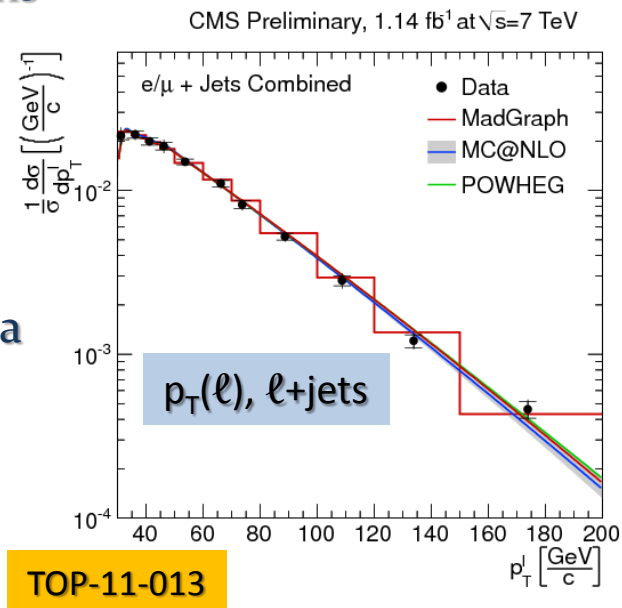 CMS Preliminary, 1.14 fb⁻¹ at √s=7 TeV
e/μ + Jets Combined
Data
MadGraph
MC@NLO
POWHEG
1/σ dσ/dp_T^l [(GeV/c)⁻¹]
10⁻²
a
10⁻³
p_T(ℓ), ℓ+jets
10⁻⁴
40 60 80 100 120 140 160 180 200
p_T^l [GeV/c]
TOP-11-013